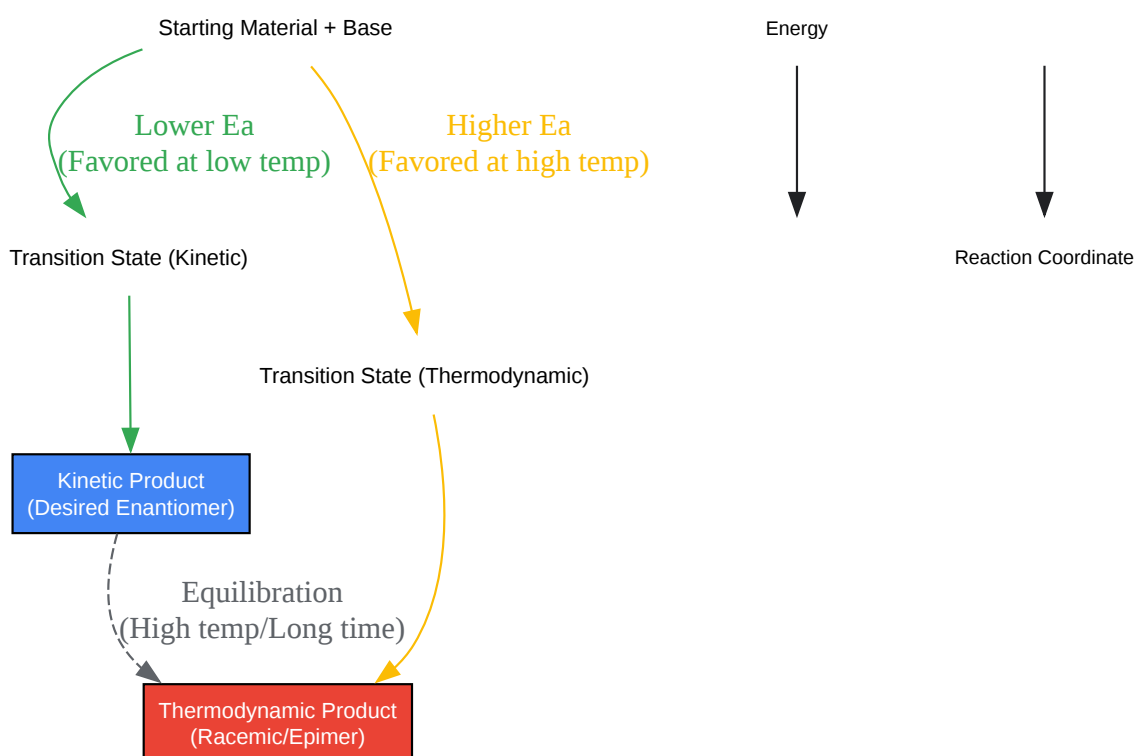 Starting Material + Base
Energy
Lower Ea
(Favored at low temp)
Higher Ea
(Favored at high temp)
Transition State (Kinetic)
Reaction Coordinate
Transition State (Thermodynamic)
Kinetic Product
(Desired Enantiomer)
Equilibration
(High temp/Long time)
Thermodynamic Product
(Racemic/Epimer)